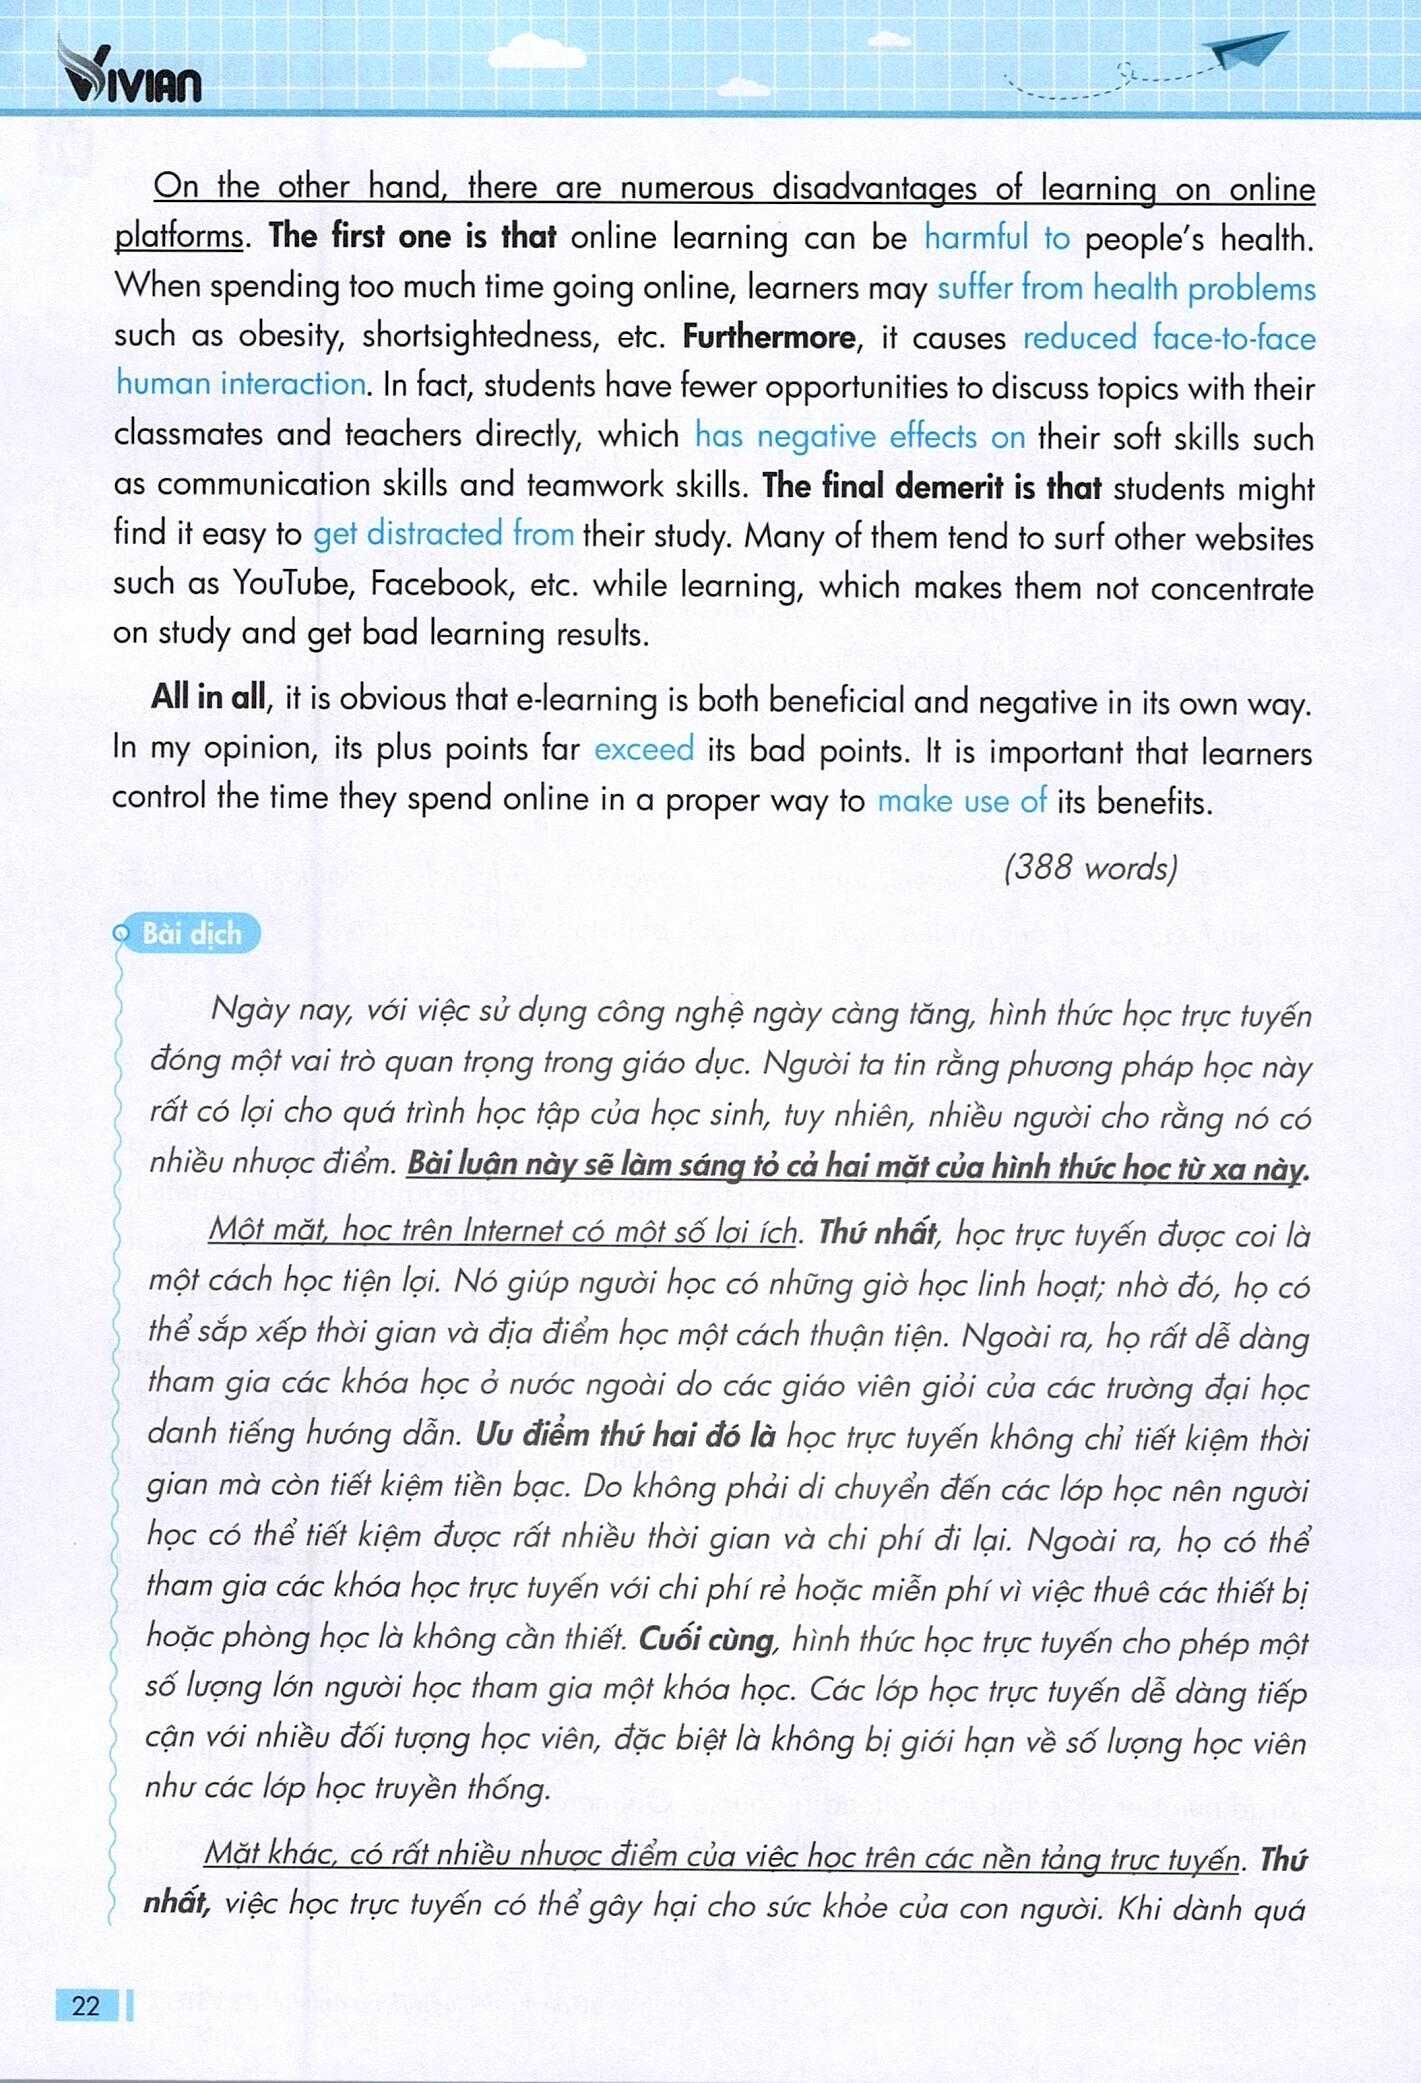 VIVIAN
On the other hand, there are numerous disadvantages of learning on online
platforms. The first one is that online learning can be harmful to people's health.
When spending too much time going online, learners may suffer from health problems
such as obesity, shortsightedness, etc. Furthermore, it causes reduced face-to-face
human interaction. In fact, students have fewer opportunities to discuss topics with their
classmates and teachers directly, which has negative effects on their soft skills such
as communication skills and teamwork skills. The final demerit is that students might
find it easy to get distracted from their study. Many of them tend to surf other websites
such as YouTube, Facebook, etc. while learning, which makes them not concentrate
on study and get bad learning results.
All in all, it is obvious that e-learning is both beneficial and negative in its own way.
In my opinion, its plus points far exceed its bad points. It is important that learners
control the time they spend online in a proper way to make use of its benefits.
(388 words)
Bài dịch
Ngày nay, với việc sử dụng công nghệ ngày càng tăng, hình thức học trực tuyến
đóng một vai trò quan trọng trong giáo dục. Người ta tin rằng phương pháp học này
rất có lợi cho quá trình học tập của học sinh, tuy nhiên, nhiều người cho rằng nó có
nhiều nhược điểm. Bài luận này sẽ làm sáng tỏ cả hai mặt của hình thức học từ xa này.
Một mặt, học trên Internet có một số lợi ích. Thứ nhất, học trực tuyến được coi là
một cách học tiện lợi. Nó giúp người học có những giờ học linh hoạt; nhờ đó, họ có
thể sắp xếp thời gian và địa điểm học một cách thuận tiện. Ngoài ra, họ rất dễ dàng
tham gia các khóa học ở nước ngoài do các giáo viên giỏi của các trường đại học
danh tiếng hướng dẫn. Ưu điểm thứ hai đó là học trực tuyến không chỉ tiết kiệm thời
gian mà còn tiết kiệm tiền bạc. Do không phải di chuyển đến các lớp học nên người
học có thể tiết kiệm được rất nhiều thời gian và chi phí đi lại. Ngoài ra, họ có thể
tham gia các khóa học trực tuyến với chi phí rẻ hoặc miễn phí vì việc thuê các thiết bị
hoặc phòng học là không cần thiết. Cuối cùng, hình thức học trực tuyến cho phép một
số lượng lớn người học tham gia một khóa học. Các lớp học trực tuyến dễ dàng tiếp
cận với nhiều đối tượng học viên, đặc biệt là không bị giới hạn về số lượng học viên
như các lớp học truyền thống.
Mặt khác, có rất nhiều nhược điểm của việc học trên các nền tảng trực tuyến. Thứ
nhất, việc học trực tuyến có thể gây hại cho sức khỏe của con người. Khi dành quá
22